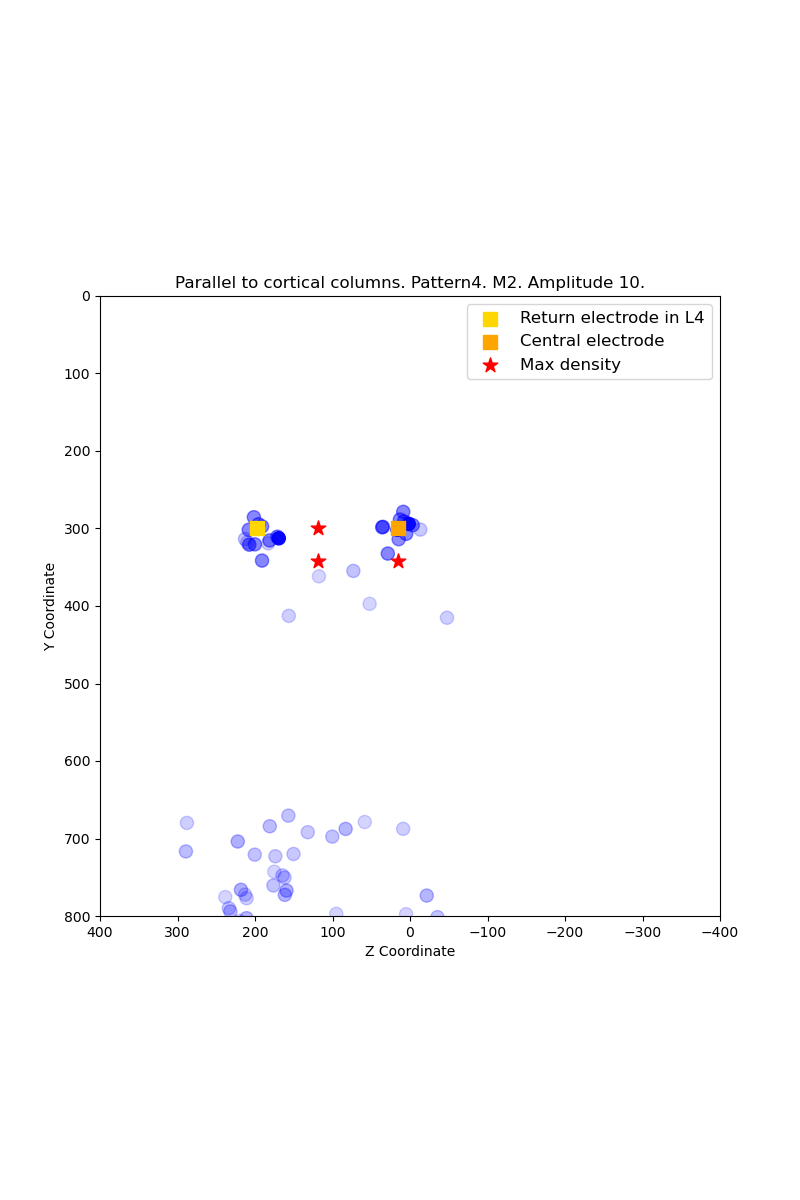 Parallel to cortical columns. Pattern4. M2. Amplitude 10.
Return electrode in L4
Central electrode
Max density
0
100
200
300
400
500
600
700
800
Y Coordinate
400 300 200 100 0 −100 −200 −300 −400
Z Coordinate